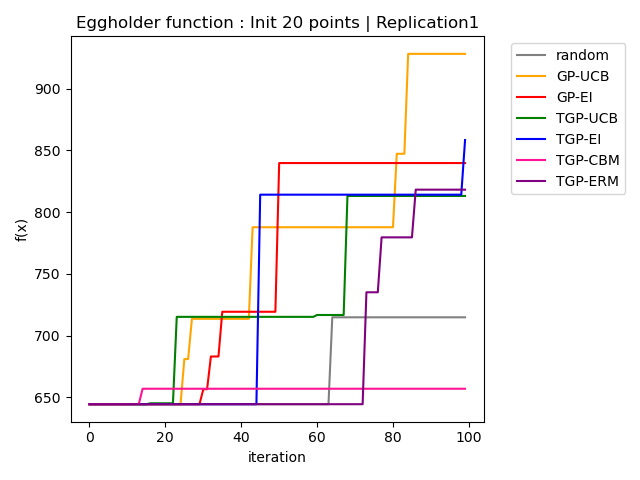 Eggholder function : Init 20 points | Replication1
f(x)
900
850
800
750
700
650
0 20 40 60 80 100
iteration
random
GP-UCB
GP-EI
TGP-UCB
TGP-EI
TGP-CBM
TGP-ERM